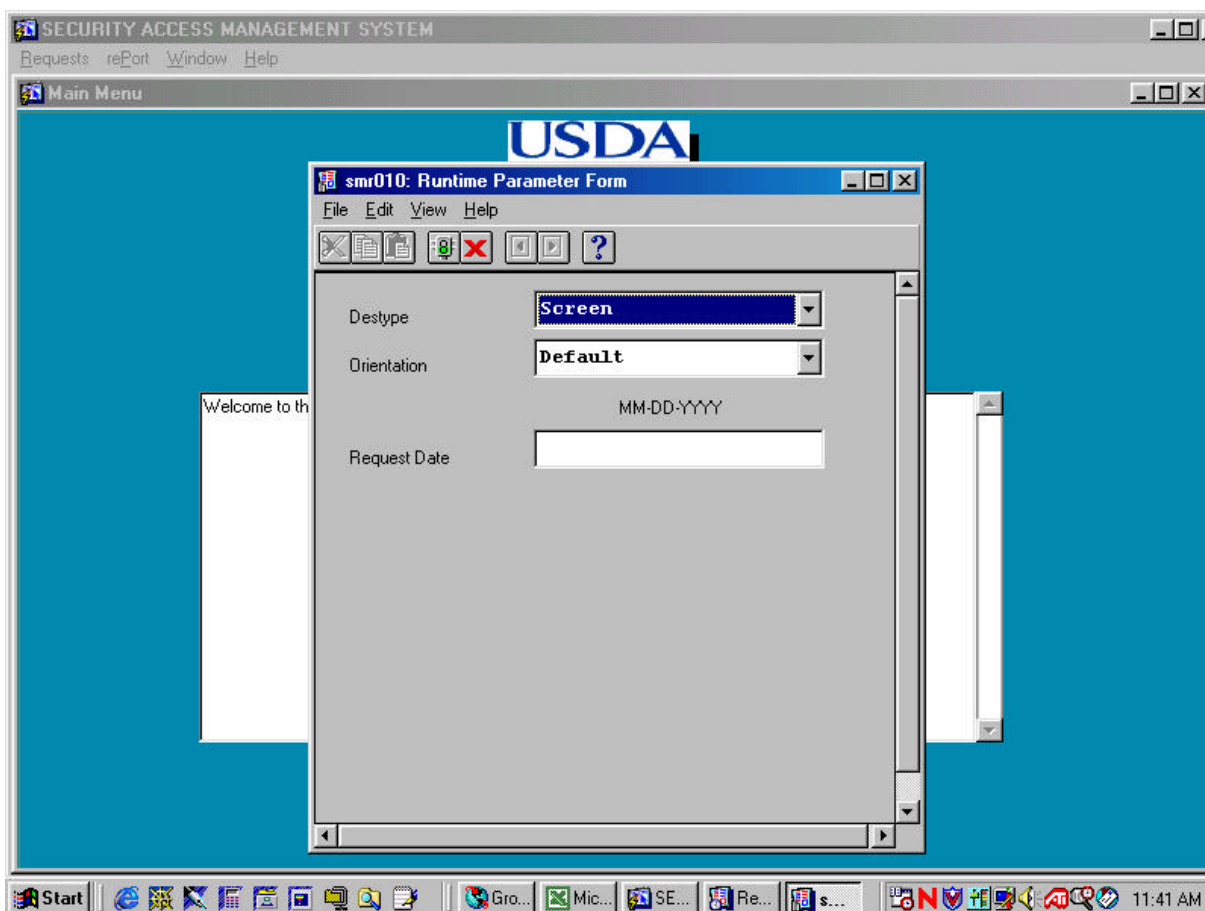 SECURITY ACCESS MANAGEMENT SYSTEM
Requests rePort Window Help
Main Menu
USDA
smr010: Runtime Parameter Form
File Edit View Help
Destype Screen
Orientation Default
Welcome to th
MM-DD-YYYY
Request Date
Start Gro... Mic... SE... Re... s... 11:41 AM